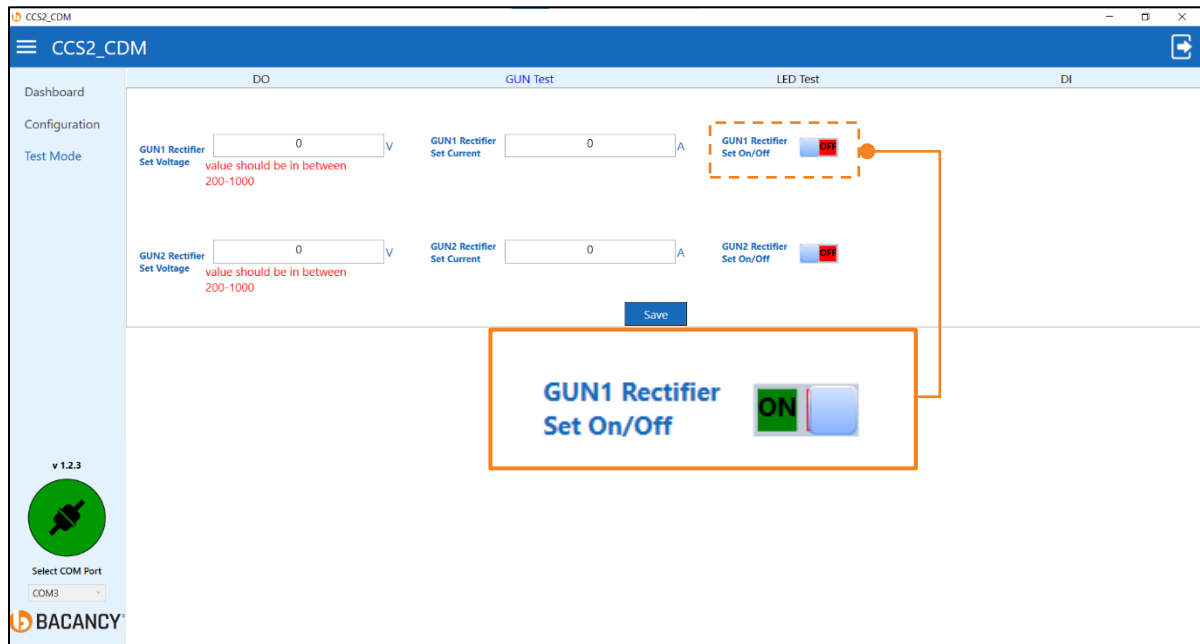 CCS2_CDM
CCS2_CDM
Dashboard
Configuration
Test Mode
DO
GUN Test
LED Test
DI
GUN1 Rectifier
Set Voltage
0
V
value should be in between
200-1000
GUN1 Rectifier
Set Current
0
A
GUN1 Rectifier
Set On/Off
OFF
GUN2 Rectifier
Set Voltage
0
V
value should be in between
200-1000
GUN2 Rectifier
Set Current
0
A
GUN2 Rectifier
Set On/Off
OFF
Save
GUN1 Rectifier
Set On/Off
ON
v 1.2.3
Select COM Port
COM3
BACANCY